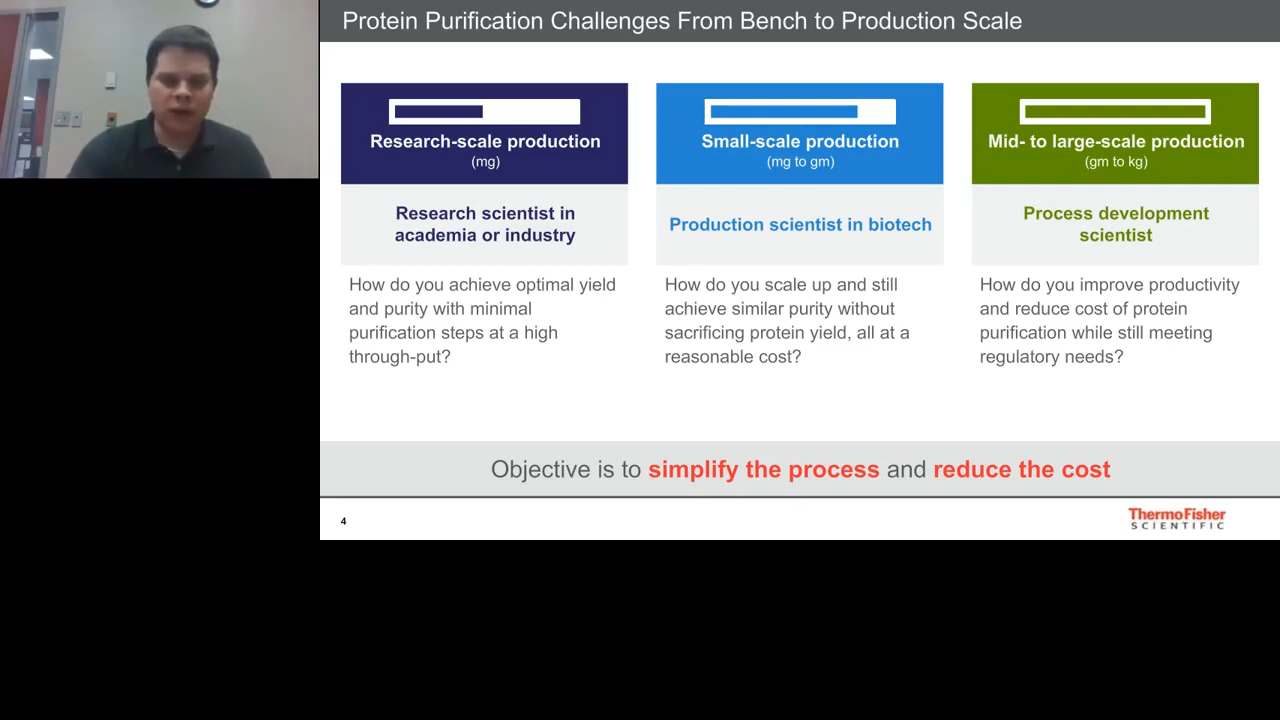 Protein Purification Challenges From Bench to Production Scale
Research-scale production
(mg)
Research scientist in
academia or industry
How do you achieve optimal yield
and purity with minimal
purification steps at a high
through-put?
Small-scale production
(mg to gm)
Production scientist in biotech
How do you scale up and still
achieve similar purity without
sacrificing protein yield, all at a
reasonable cost?
Mid- to large-scale production
(gm to kg)
Process development
scientist
How do you improve productivity
and reduce cost of protein
purification while still meeting
regulatory needs?
Objective is to simplify the process and reduce the cost
4
ThermoFisher
SCIENTIFIC